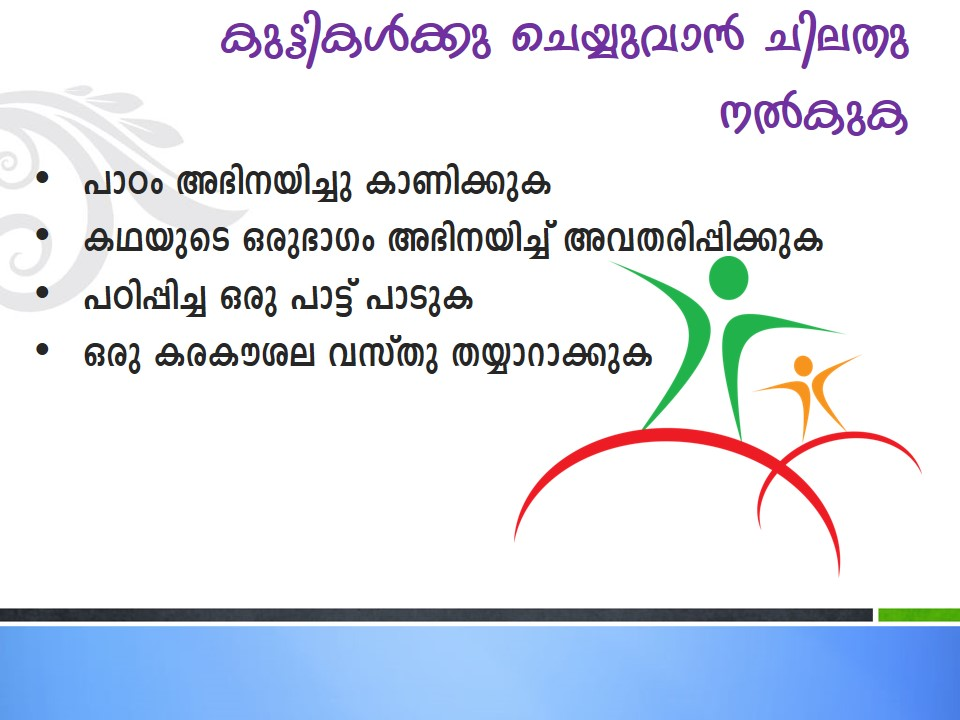 കുട്ടികൾക്കു ചെയ്യുവാൻ ചിലതു
നൽകുക
• പാഠം അഭിനയിച്ചു കാണിക്കുക
• കഥയുടെ ഒരുഭാഗം അഭിനയിച്ച് അവതരിപ്പിക്കുക
• പഠിപ്പിച്ച ഒരു പാട്ട് പാടുക
• ഒരു കരകൗശല വസ്തു തയ്യാറാക്കുക